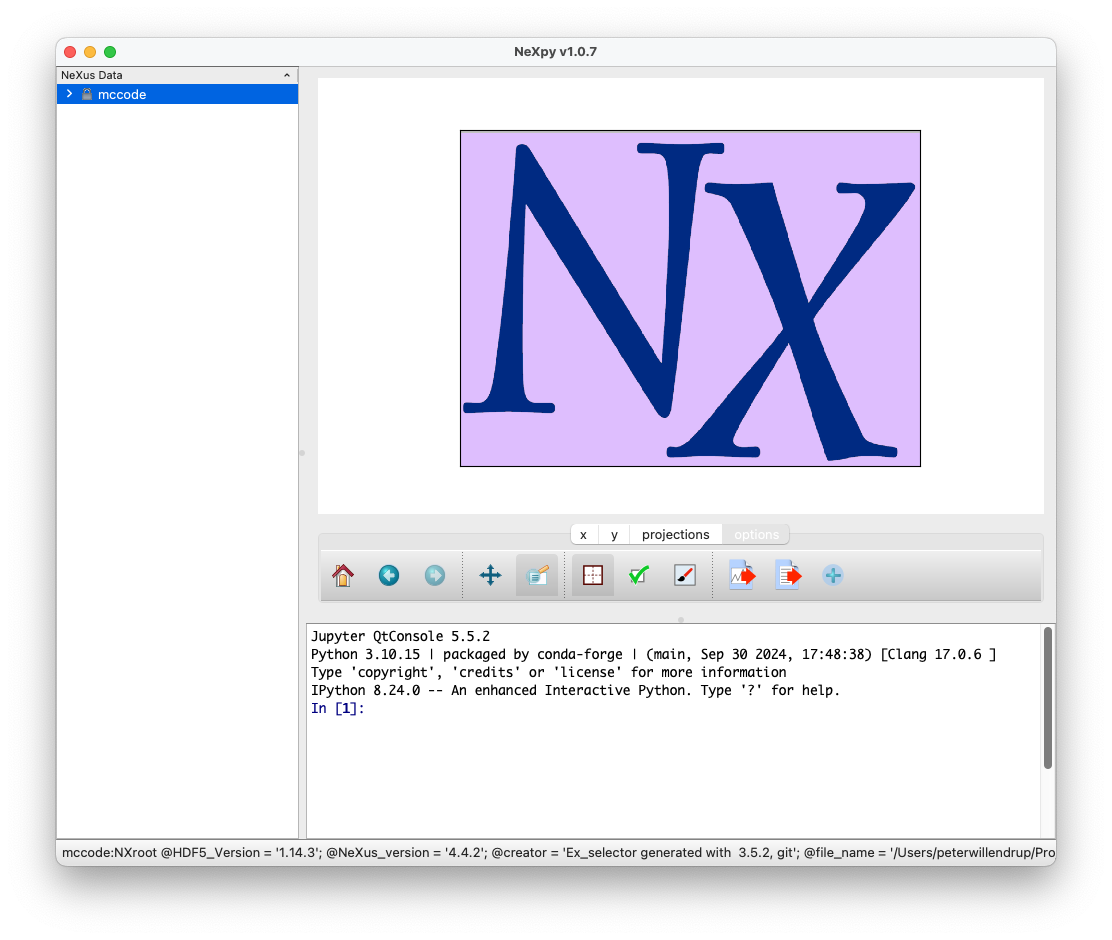 NeXpy v1.0.7
NeXus Data
mccode
NX
x y projections options
Jupyter QtConsole 5.5.2
Python 3.10.15 | packaged by conda-forge | (main, Sep 30 2024, 17:48:38) [Clang 17.0.6 ]
Type 'copyright', 'credits' or 'license' for more information
IPython 8.24.0 -- An enhanced Interactive Python. Type '?' for help.
In [1]:
mccode:NXroot @HDF5_Version = '1.14.3'; @NeXus_version = '4.4.2'; @creator = 'Ex_selector generated with  3.5.2, git'; @file_name = '/Users/peterwillendrup/Pro